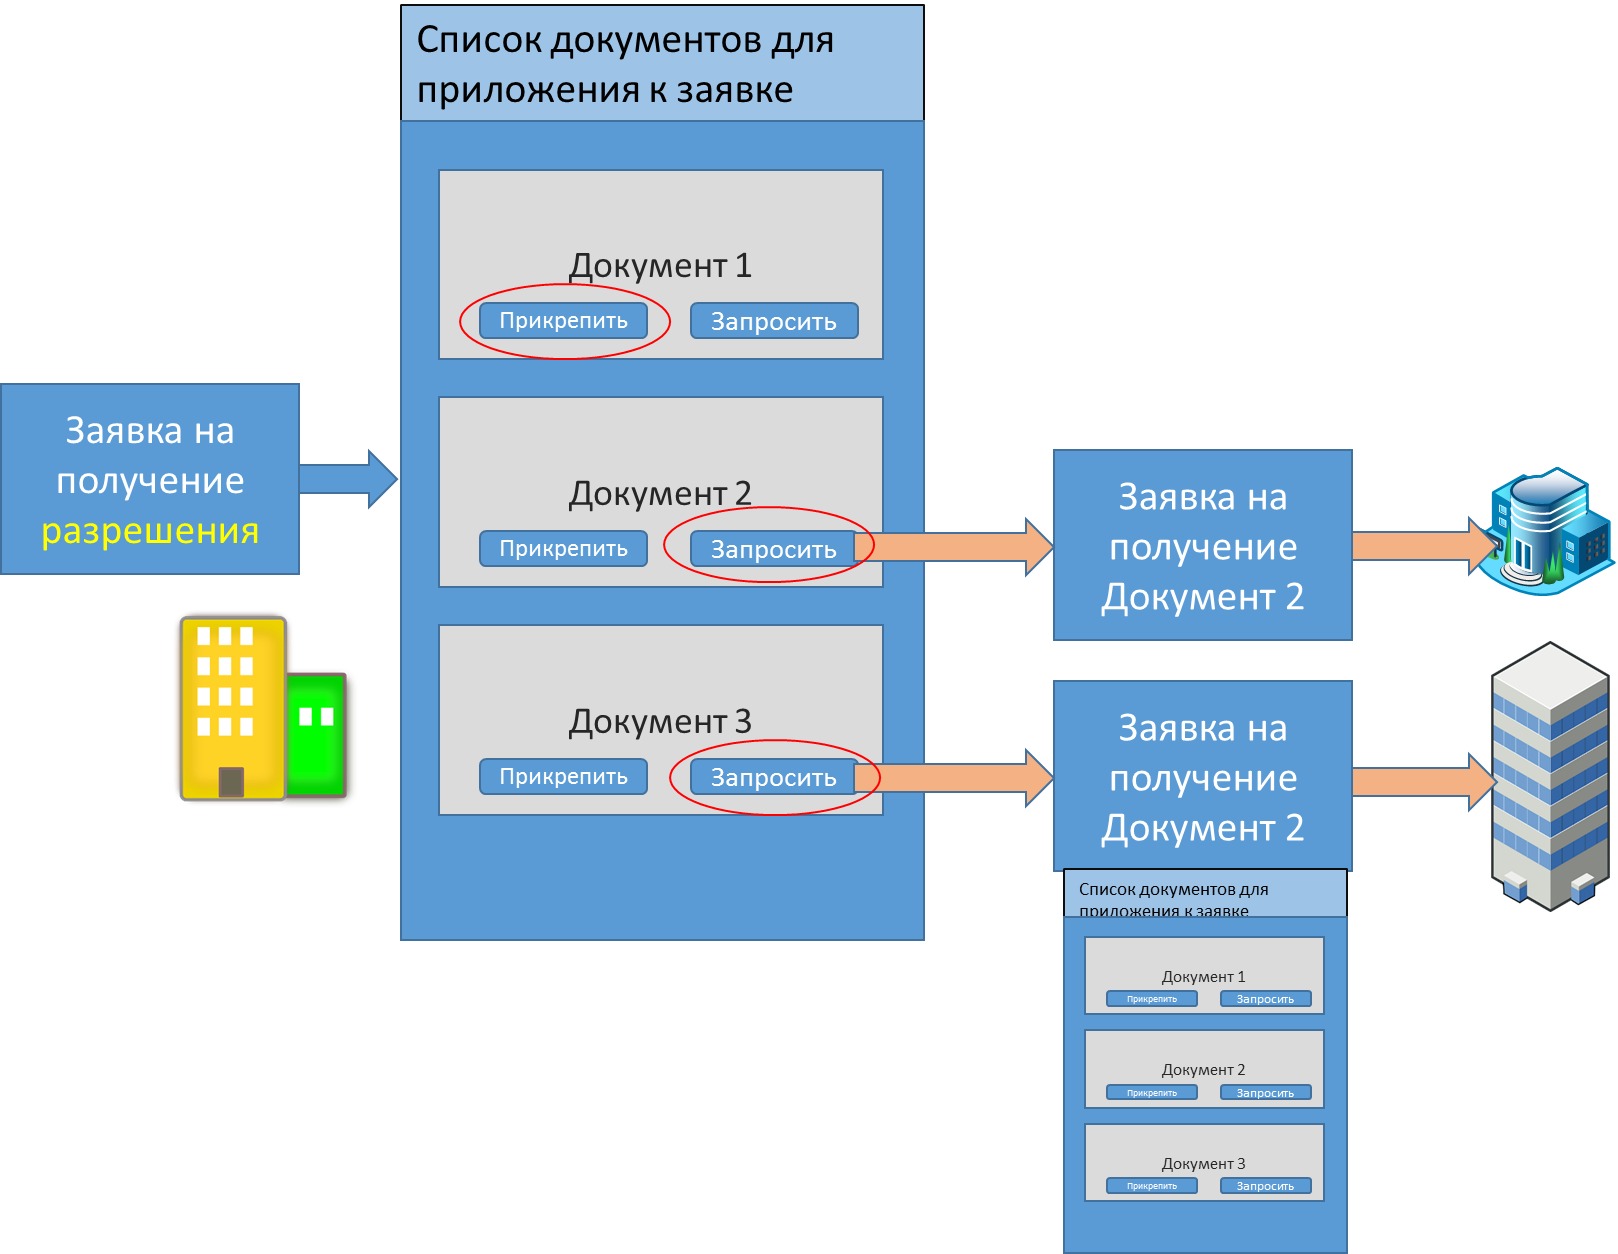 Список документов для
приложения к заявке
Документ 1
Прикрепить
Запросить
Заявка на
получение
разрешения
Документ 2
Прикрепить
Запросить
Заявка на
получение
Документ 2
Документ 3
Прикрепить
Запросить
Заявка на
получение
Документ 2
Список документов для
приложения к заявке
Документ 1
Прикрепить
Запросить
Документ 2
Прикрепить
Запросить
Документ 3
Прикрепить
Запросить